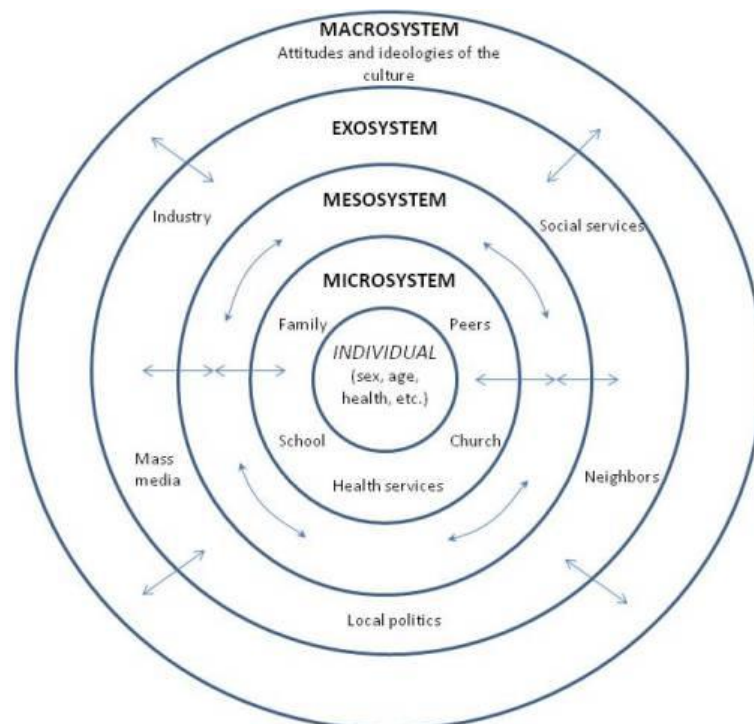 MACROSYSTEM
Attitudes and ideologies of the
culture
EXOSYSTEM
MESOSYSTEM
Industry
Social services
MICROSYSTEM
Family
Peers
INDIVIDUAL
(sex, age,
health, etc.)
School
Church
Mass
media
Health services
Neighbors
Local politics